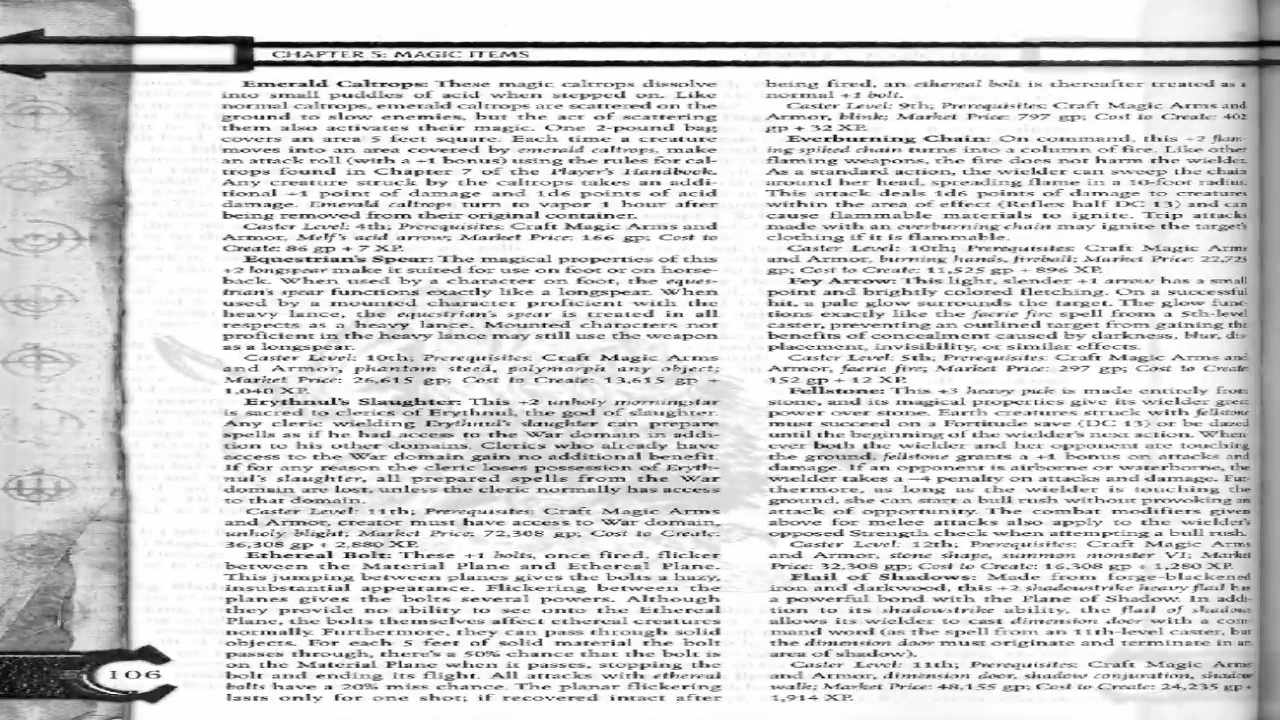 CHAPTER 5: MAGIC ITEMS
Emerald Caltrops: These magic caltrops dissolve
into small puddles of acid when stepped on. Like
normal caltrops, emerald caltrops are scattered on the
ground to slow enemies, but the act of scattering
them also activates their magic. One 2-pound bag
covers an area 5 feet square. Each time a creature
moves into an area covered by emerald caltrops, make
an attack roll (with a +1 bonus) using the rules for cal-
trops found in Chapter 7 of the Player's Handbook.
Any creature struck by the caltrops takes an addi-
tional +1 point of damage and 1d6 points of acid
damage. Emerald caltrops turn to vapor 1 hour after
being removed from their original container.
Caster Level: 4th; Prerequisites: Craft Magic Arms and
Armor, Melf's acid arrow; Market Price: 166 gp; Cost to
Create: 86 gp + 7 XP.
Equestrian's Spear: The magical properties of this
+2 longspear make it suited for use on foot or on horse-
back. When used by a character on foot, the eques-
trian's spear functions exactly like a longspear. When
used by a mounted character proficient with the
heavy lance, the equestrian's spear is treated in all
respects as a heavy lance. Mounted characters not
proficient in the heavy lance may still use the weapon
as a longspear.
Caster Level: 10th; Prerequisites: Craft Magic Arms
and Armor, phantom steed, polymorph any object;
Market Price: 26,615 gp; Cost to Create: 13,615 gp +
1,040 XP.
Erythnul's Slaughter: This +2 unholy morningstar
is sacred to clerics of Erythnul, the god of slaughter.
Any cleric wielding Erythnul's slaughter can prepare
spells as if he had access to the War domain in addi-
tion to his other domains. Clerics who already have
access to the War domain gain no additional benefit.
If for any reason the cleric loses possession of Eryth-
nul's slaughter, all prepared spells from the War
domain are lost, unless the cleric normally has access
to that domain.
Caster Level: 11th; Prerequisites: Craft Magic Arms
and Armor, creator must have access to War domain,
unholy blight; Market Price: 72,308 gp; Cost to Create:
36,308 gp + 2,880 XP.
Ethereal Bolt: These +1 bolts, once fired, flicker
between the Material Plane and Ethereal Plane.
This jumping between planes gives the bolts a hazy,
insubstantial appearance. Flickering between the
planes gives the bolts several powers. Although
they provide no ability to see onto the Ethereal
Plane, the bolts themselves affect ethereal creatures
normally. Furthermore, they can pass through solid
objects. For each 5 feet of solid material the bolt
passes through, there's a 50% chance that the bolt is
on the Material Plane when it passes, stopping the
bolt and ending its flight. All attacks with ethereal
bolts have a 20% miss chance. The planar flickering
lasts only for one shot; if recovered intact after
being fired, an ethereal bolt is thereafter treated as a
normal +1 bolt.
Caster Level: 9th; Prerequisites: Craft Magic Arms and
Armor, blink; Market Price: 797 gp; Cost to Create: 402
gp + 32 XP.
Everburning Chain: On command, this +2 flam-
ing spiked chain turns into a column of fire. Like other
flaming weapons, the fire does not harm the wielder.
As a standard action, the wielder can sweep the chain
around her head, spreading flame in a 10-foot radius.
This attack deals 1d6 points of damage to creatures
within the area of effect (Reflex half DC 13) and can
cause flammable materials to ignite. Trip attacks
made with an everburning chain may ignite the target's
clothing if it is flammable.
Caster Level: 10th; Prerequisites: Craft Magic Arms
and Armor, burning hands, fireball; Market Price: 22,725
gp; Cost to Create: 11,525 gp + 896 XP.
Fey Arrow: This light, slender +1 arrow has a small
point and brightly colored fletching. On a successful
hit, a pale glow surrounds the target. The glow func-
tions exactly like the faerie fire spell from a 5th-level
caster, preventing an outlined target from gaining the
benefits of concealment caused by darkness, blur, dis-
placement, invisibility, or similar effects.
Caster Level: 5th; Prerequisites: Craft Magic Arms and
Armor, faerie fire; Market Price: 297 gp; Cost to Create:
152 gp + 12 XP.
Fellstone: This +3 heavy pick is made entirely from
stone, and its magical properties give its wielder great
power over stone. Earth creatures struck with fellstone
must succeed on a Fortitude save (DC 13) or be dazed
until the beginning of the wielder's next action. When-
ever both the wielder and her opponent are touching
the ground, fellstone grants a +1 bonus on attacks and
damage. If an opponent is airborne or waterborne, the
wielder takes a –4 penalty on attacks and damage. Fur-
thermore, as long as the wielder is touching the
ground, she can start a bull rush without provoking an
attack of opportunity. The combat modifiers given
above for melee attacks also apply to the wielder's
opposed Strength check when attempting a bull rush.
Caster Level: 12th; Prerequisites: Craft Magic Arms
and Armor, stone shape, summon monster VI; Market
Price: 32,308 gp; Cost to Create: 16,308 gp + 1,280 XP.
Flail of Shadows: Made from forge-blackened
iron and darkwood, this +2 shadowstrike heavy flail has
a powerful bond with the Plane of Shadow. In addi-
tion to its shadowstrike ability, the flail of shadows
allows its wielder to cast dimension door with a com-
mand word (as the spell from an 11th-level caster, but
the dimension door must originate and terminate in an
area of shadow).
Caster Level: 11th; Prerequisites: Craft Magic Arms
and Armor, dimension door, shadow conjuration, shadow
walk; Market Price: 48,155 gp; Cost to Create: 24,235 gp +
1,914 XP.
106